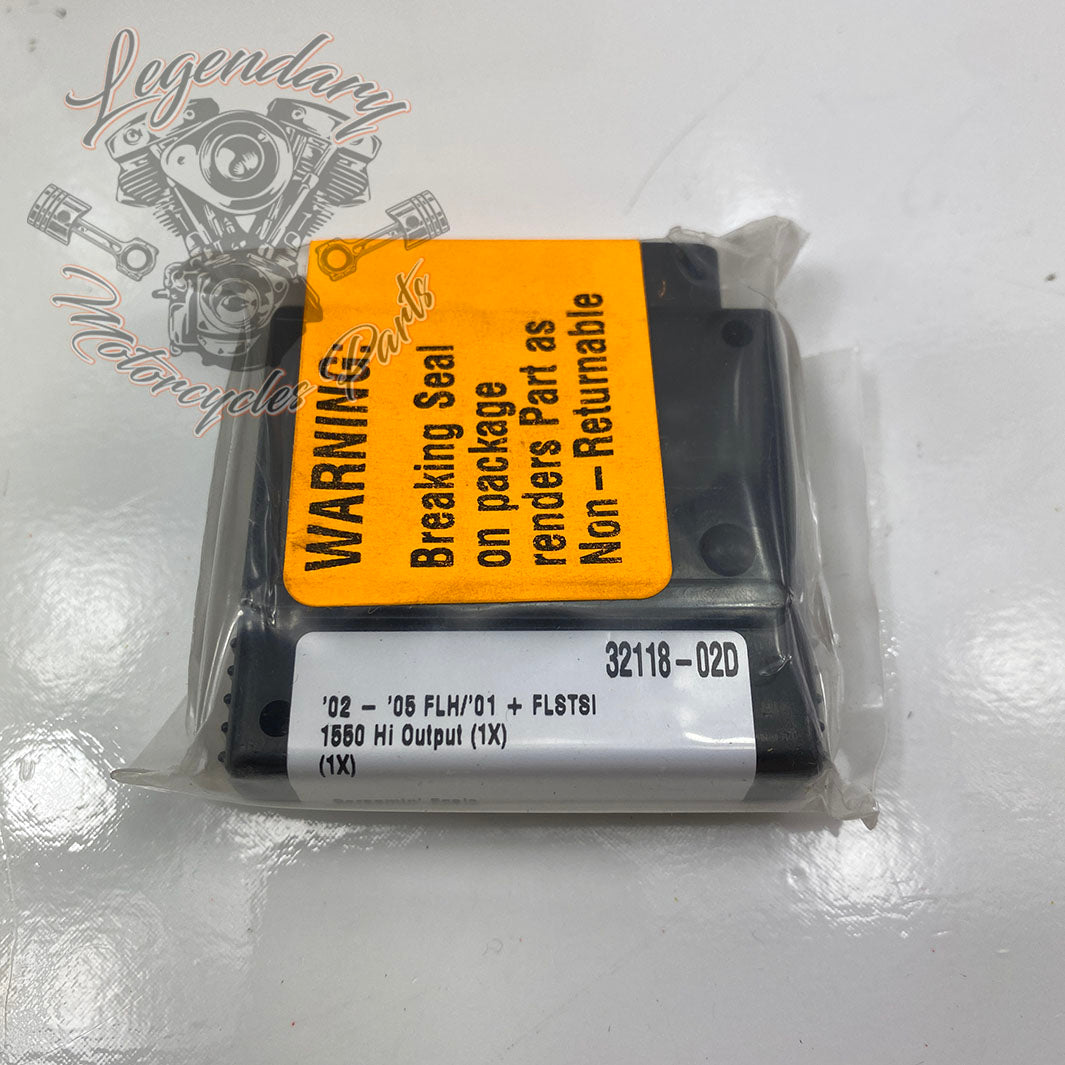 Legendary
Motorcycles Parts
WARNING:
Breaking Seal
on package
renders Part as
Non-Returnable
32118-02D
'02 - '05 FLH/'01 + FLSTSI
1550 Hi Output (1X)
(1X)